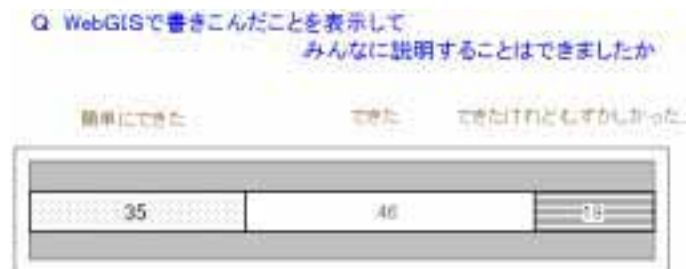 Q WebGISで書きこんだことを表示して
みんなに説明することはできましたか
簡単にできた できた できたけれどむずかしかった
35 46 19